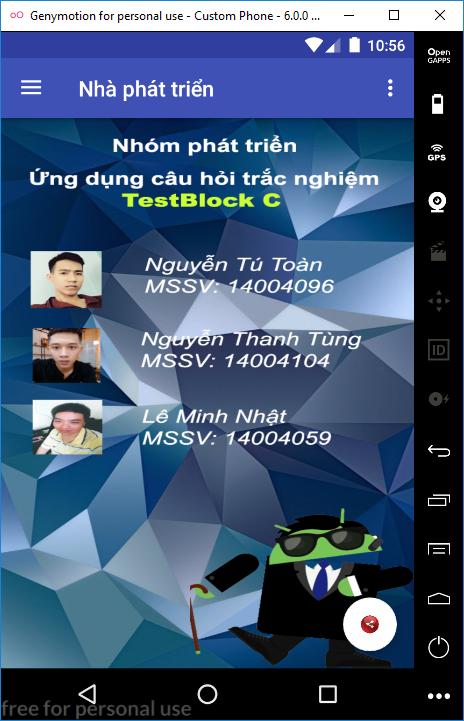 Genymotion for personal use - Custom Phone - 6.0.0 ...
10:56
Open
GAPPS
Nhà phát triển
GPS
Nhóm phát triển
Ứng dụng câu hỏi trắc nghiệm
TestBlock C
Nguyễn Tú Toàn
MSSV: 14004096
Nguyễn Thanh Tùng
MSSV: 14004104
ID
Lê Minh Nhật
MSSV: 14004059
free for personal use